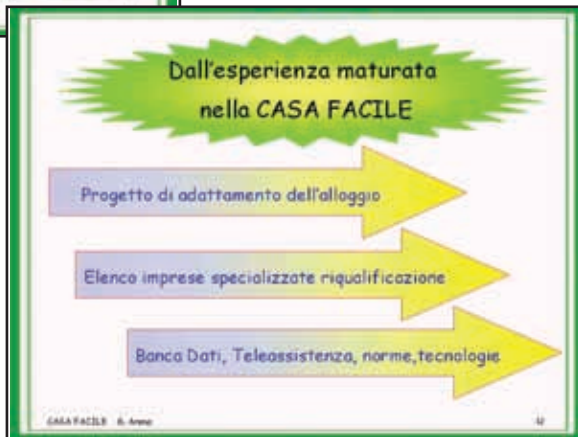 Dall'esperienza maturata
nella CASA FACILE
Progetto di adattamento dell'alloggio
Elenco imprese specializzate riqualificazione
Banca Dati, Teleassistenza, norme,tecnologie
CASA FACILE